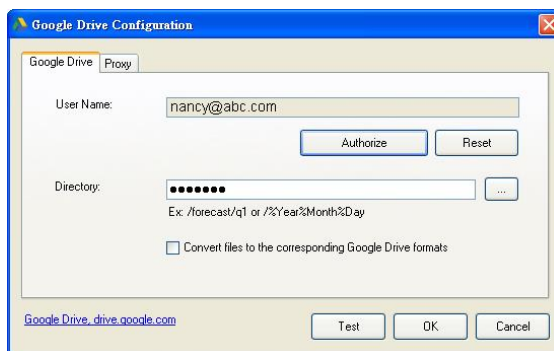 Google Drive Configuration
Google Drive Proxy
User Name: nancy@abc.com
Authorize Reset
Directory: ●●●●●●● ...
Ex: /forecast/q1 or /%Year%Month%Day
Convert files to the corresponding Google Drive formats
Google Drive, drive.google.com Test OK Cancel